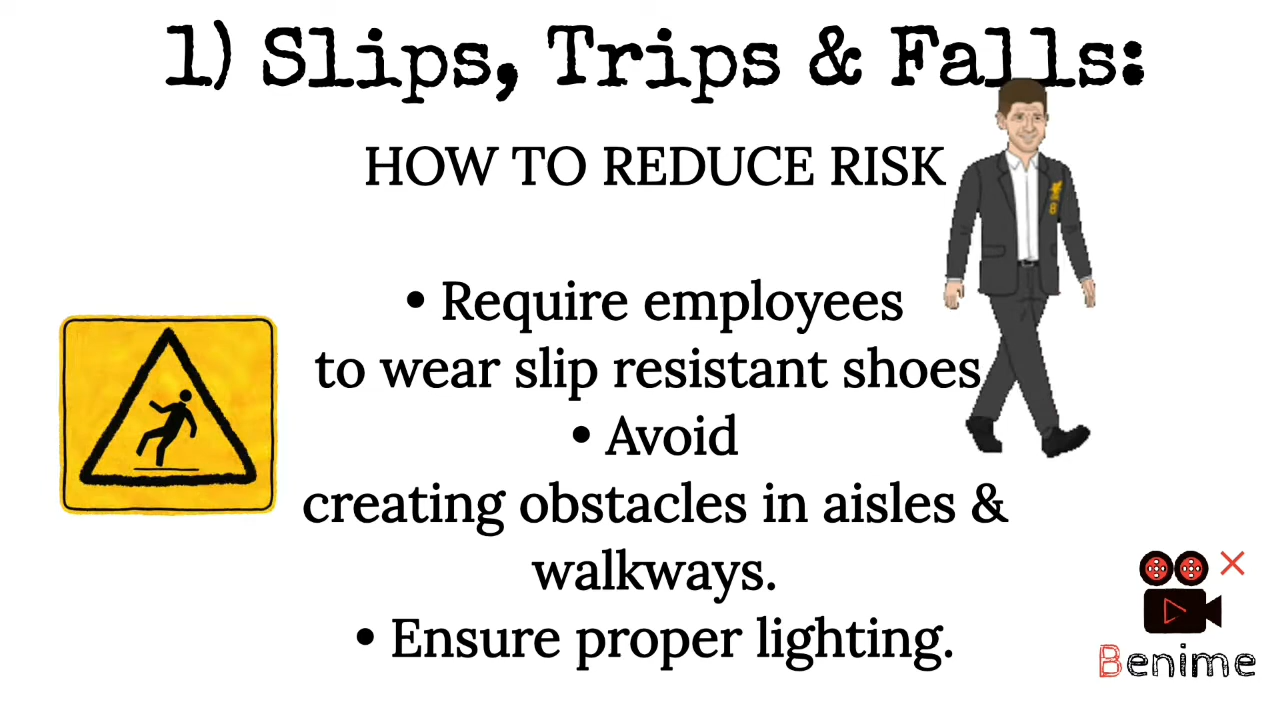 1) Slips, Trips & Falls:
HOW TO REDUCE RISK
• Require employees
to wear slip resistant shoes
• Avoid
creating obstacles in aisles &
walkways.
• Ensure proper lighting.
8
Benime